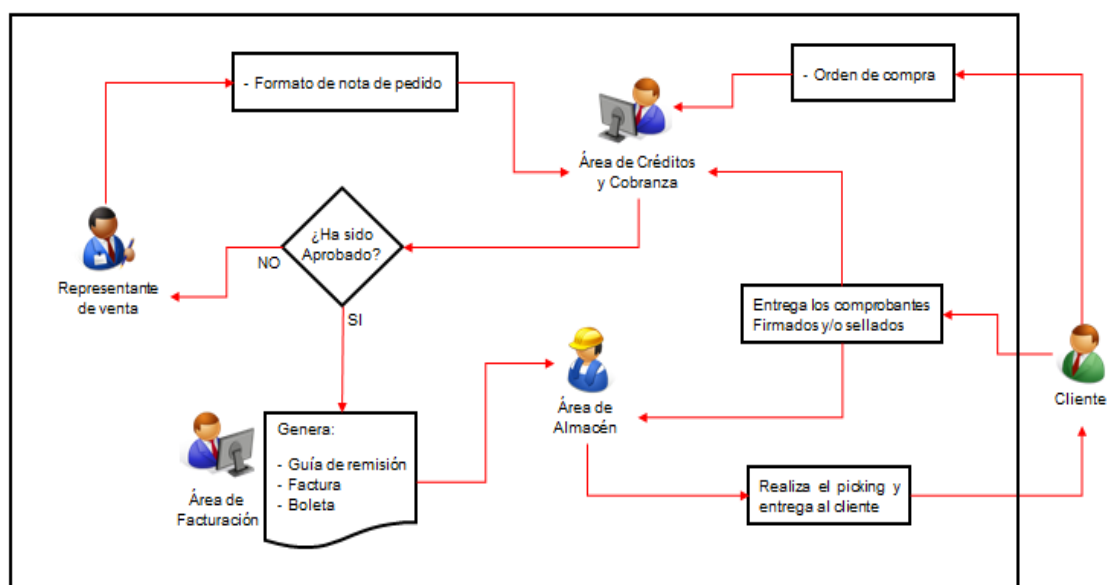 - Formato de nota de pedido
- Orden de compra
Área de Créditos
y Cobranza
¿Ha sido
Aprobado?
NO
SI
Representante
de venta
Entrega los comprobantes
Firmados y/o sellados
Cliente
Área de
Almacén
Genera:
- Guía de remisión
- Factura
- Boleta
Área de
Facturación
Realiza el picking y
entrega al cliente